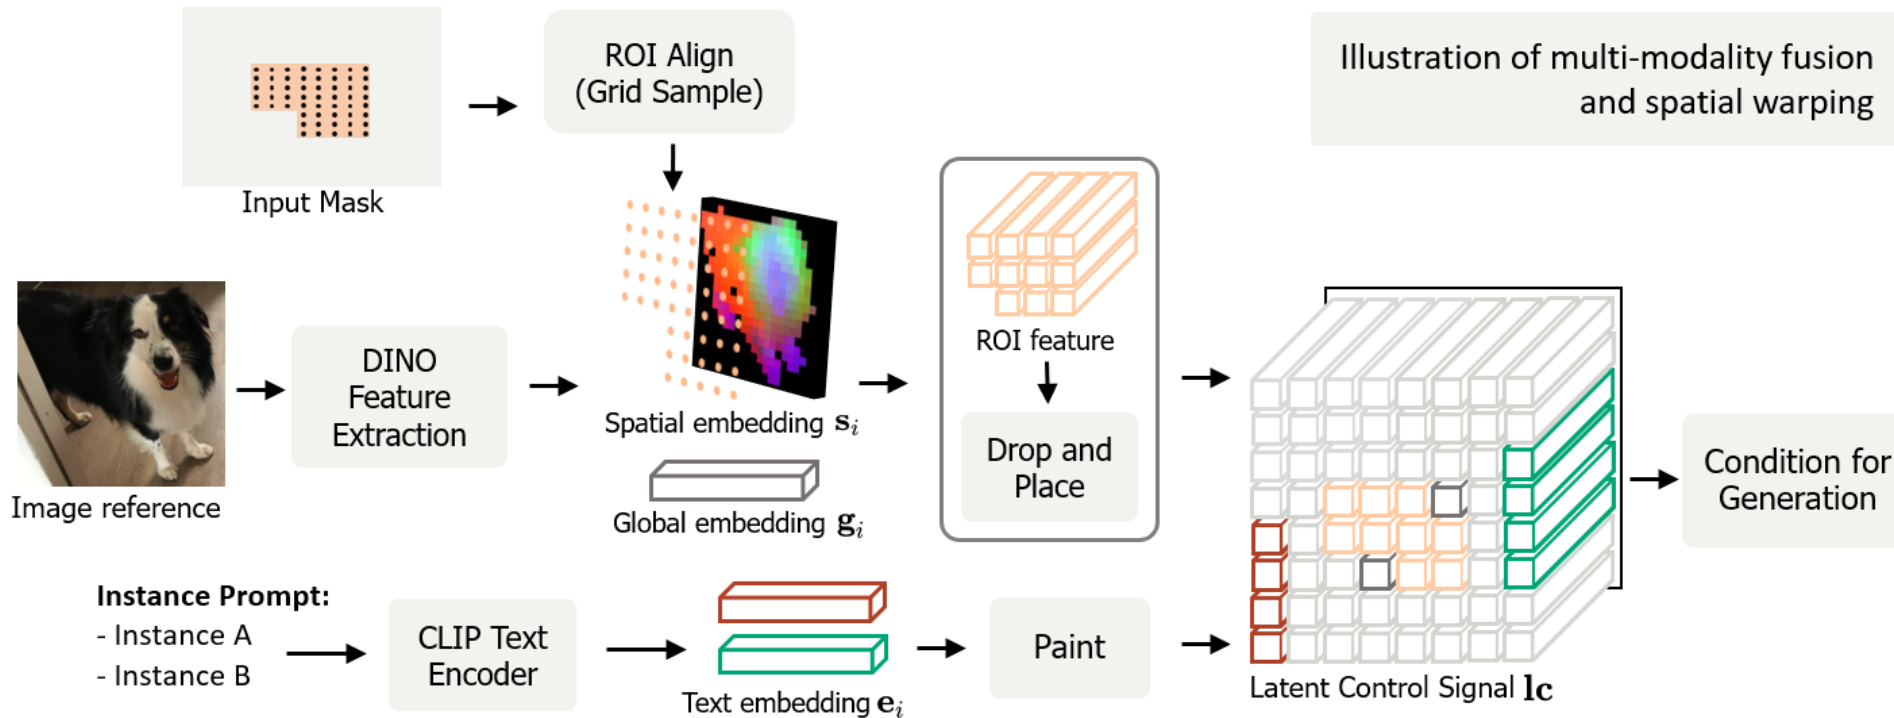 ROI Align
(Grid Sample)
Illustration of multi-modality fusion
and spatial warping
Input Mask
DINO
Feature
Extraction
Image reference
Spatial embedding s_i
Global embedding g_i
ROI feature
Drop and
Place
Condition for
Generation
Instance Prompt:
- Instance A
- Instance B
CLIP Text
Encoder
Text embedding e_i
Paint
Latent Control Signal lc